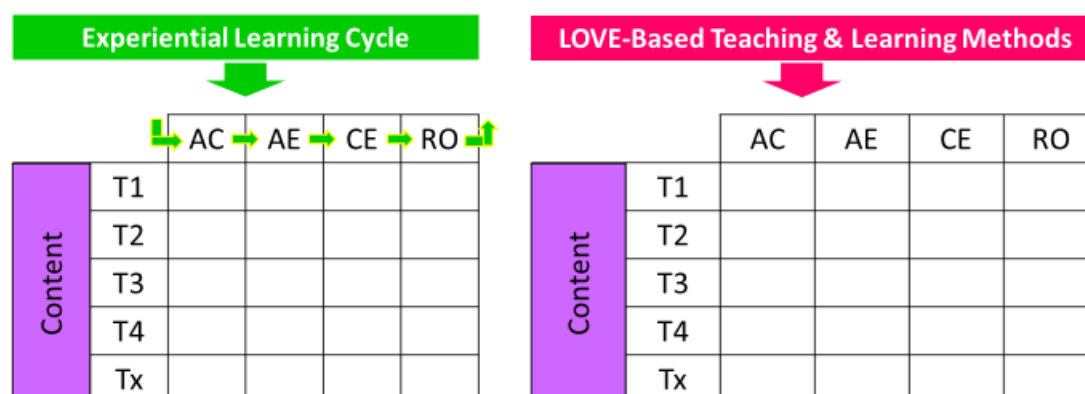 Experiential Learning Cycle
AC AE CE RO
Content
T1
T2
T3
T4
Tx
LOVE-Based Teaching & Learning Methods
AC AE CE RO
Content
T1
T2
T3
T4
Tx